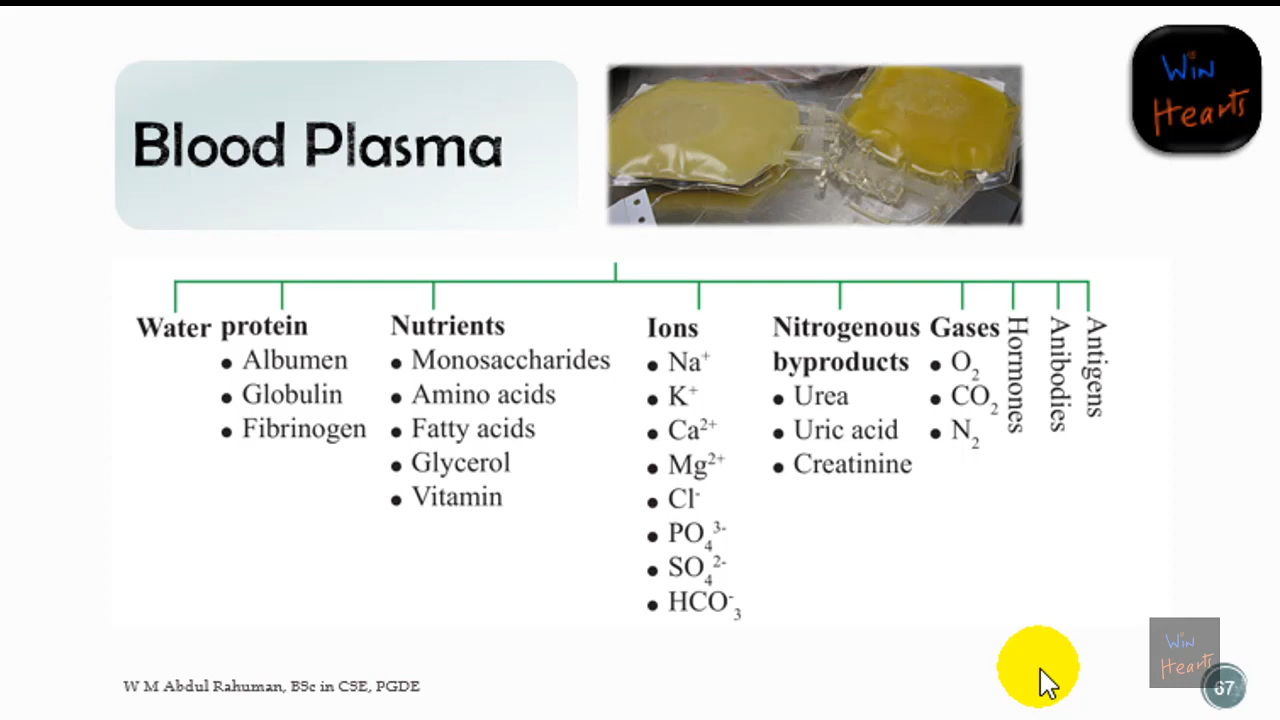 Blood Plasma
Win
Hearts
Water
protein
• Albumen
• Globulin
• Fibrinogen
Nutrients
• Monosaccharides
• Amino acids
• Fatty acids
• Glycerol
• Vitamin
Ions
• Na⁺
• K⁺
• Ca²⁺
• Mg²⁺
• Cl⁻
• PO₄³⁻
• SO₄²⁻
• HCO⁻₃
Nitrogenous
byproducts
• Urea
• Uric acid
• Creatinine
Gases
• O₂
• CO₂
• N₂
Hormones
Anibodies
Antigens
W M Abdul Rahuman, BSc in CSE, PGDE
Win
Hearts
67